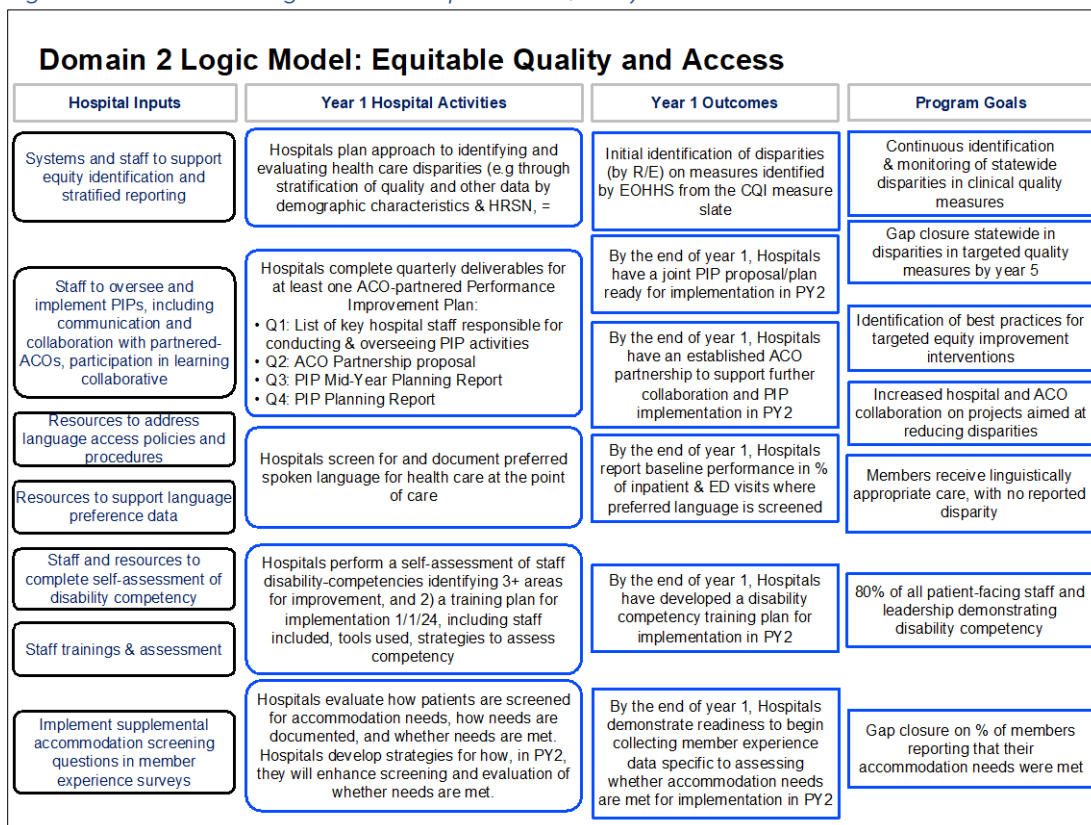 Domain 2 Logic Model: Equitable Quality and Access
Hospital Inputs
Year 1 Hospital Activities
Year 1 Outcomes
Program Goals
Systems and staff to support
equity identification and
stratified reporting
Hospitals plan approach to identifying and
evaluating health care disparities (e.g through
stratification of quality and other data by
demographic characteristics & HRSN, =
Initial identification of disparities
(by R/E) on measures identified
by EOHHS from the CQI measure
slate
Continuous identification
& monitoring of statewide
disparities in clinical quality
measures
Gap closure statewide in
disparities in targeted quality
measures by year 5
Staff to oversee and
implement PIPs, including
communication and
collaboration with partnered-
ACOs, participation in learning
collaborative
Hospitals complete quarterly deliverables for
at least one ACO-partnered Performance
Improvement Plan:
• Q1: List of key hospital staff responsible for
conducting & overseeing PIP activities
• Q2: ACO Partnership proposal
• Q3: PIP Mid-Year Planning Report
• Q4: PIP Planning Report
By the end of year 1, Hospitals
have a joint PIP proposal/plan
ready for implementation in PY2
By the end of year 1, Hospitals
have an established ACO
partnership to support further
collaboration and PIP
implementation in PY2
Identification of best practices for
targeted equity improvement
interventions
Increased hospital and ACO
collaboration on projects aimed at
reducing disparities
Resources to address
language access policies and
procedures
Resources to support language
preference data
Hospitals screen for and document preferred
spoken language for health care at the point
of care
By the end of year 1, Hospitals
report baseline performance in %
of inpatient & ED visits where
preferred language is screened
Members receive linguistically
appropriate care, with no reported
disparity
Staff and resources to
complete self-assessment of
disability competency
Staff trainings & assessment
Hospitals perform a self-assessment of staff
disability-competencies identifying 3+ areas
for improvement, and 2) a training plan for
implementation 1/1/24, including staff
included, tools used, strategies to assess
competency
By the end of year 1, Hospitals
have developed a disability
competency training plan for
implementation in PY2
80% of all patient-facing staff and
leadership demonstrating
disability competency
Implement supplemental
accommodation screening
questions in member
experience surveys
Hospitals evaluate how patients are screened
for accommodation needs, how needs are
documented, and whether needs are met.
Hospitals develop strategies for how, in PY2,
they will enhance screening and evaluation of
whether needs are met.
By the end of year 1, Hospitals
demonstrate readiness to begin
collecting member experience
data specific to assessing
whether accommodation needs
are met for implementation in PY2
Gap closure on % of members
reporting that their
accommodation needs were met